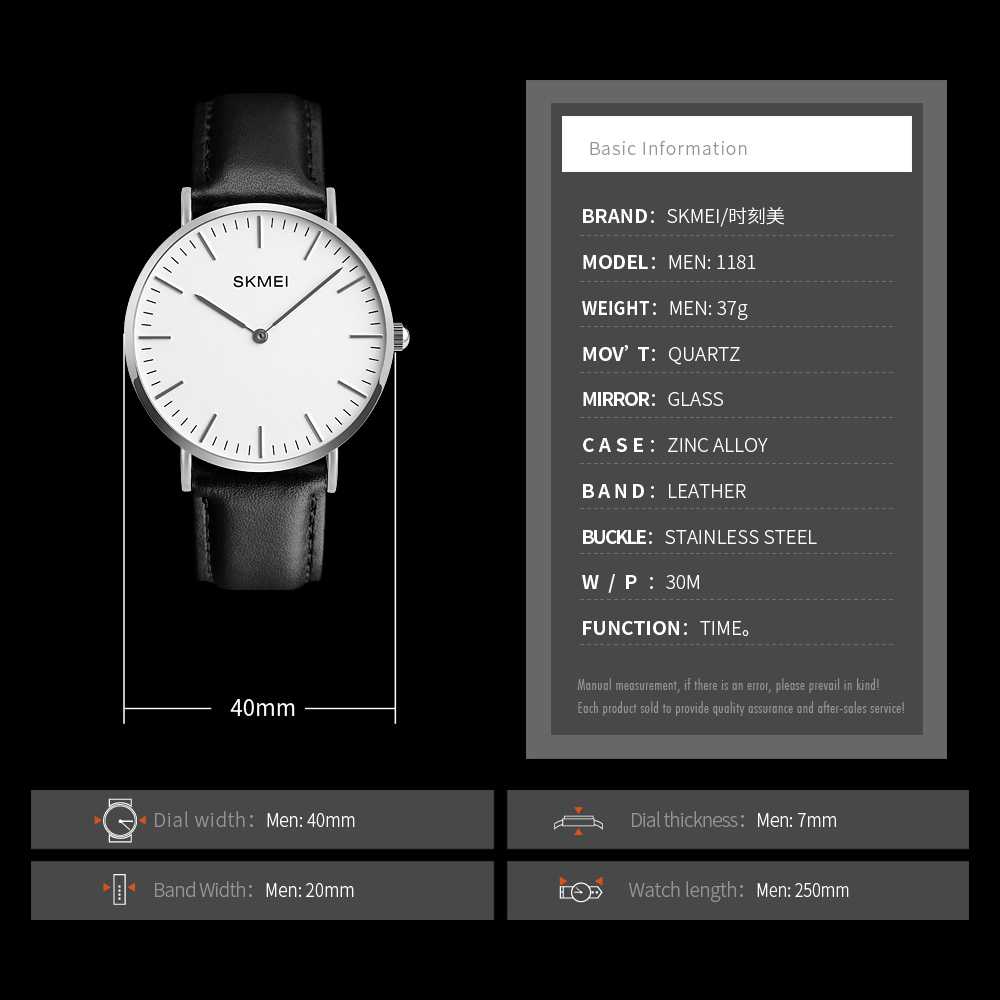 SKMEI
40mm
Basic Information
BRAND: SKMEI/时刻美
MODEL: MEN: 1181
WEIGHT: MEN: 37g
MOV’ T: QUARTZ
MIRROR: GLASS
CASE: ZINC ALLOY
BAND: LEATHER
BUCKLE: STAINLESS STEEL
W / P : 30M
FUNCTION: TIME。
Manual measurement, if there is an error, please prevail in kind!
Each product sold to provide quality assurance and after-sales service!
Dial width: Men: 40mm
Dial thickness: Men: 7mm
Band Width: Men: 20mm
Watch length: Men: 250mm